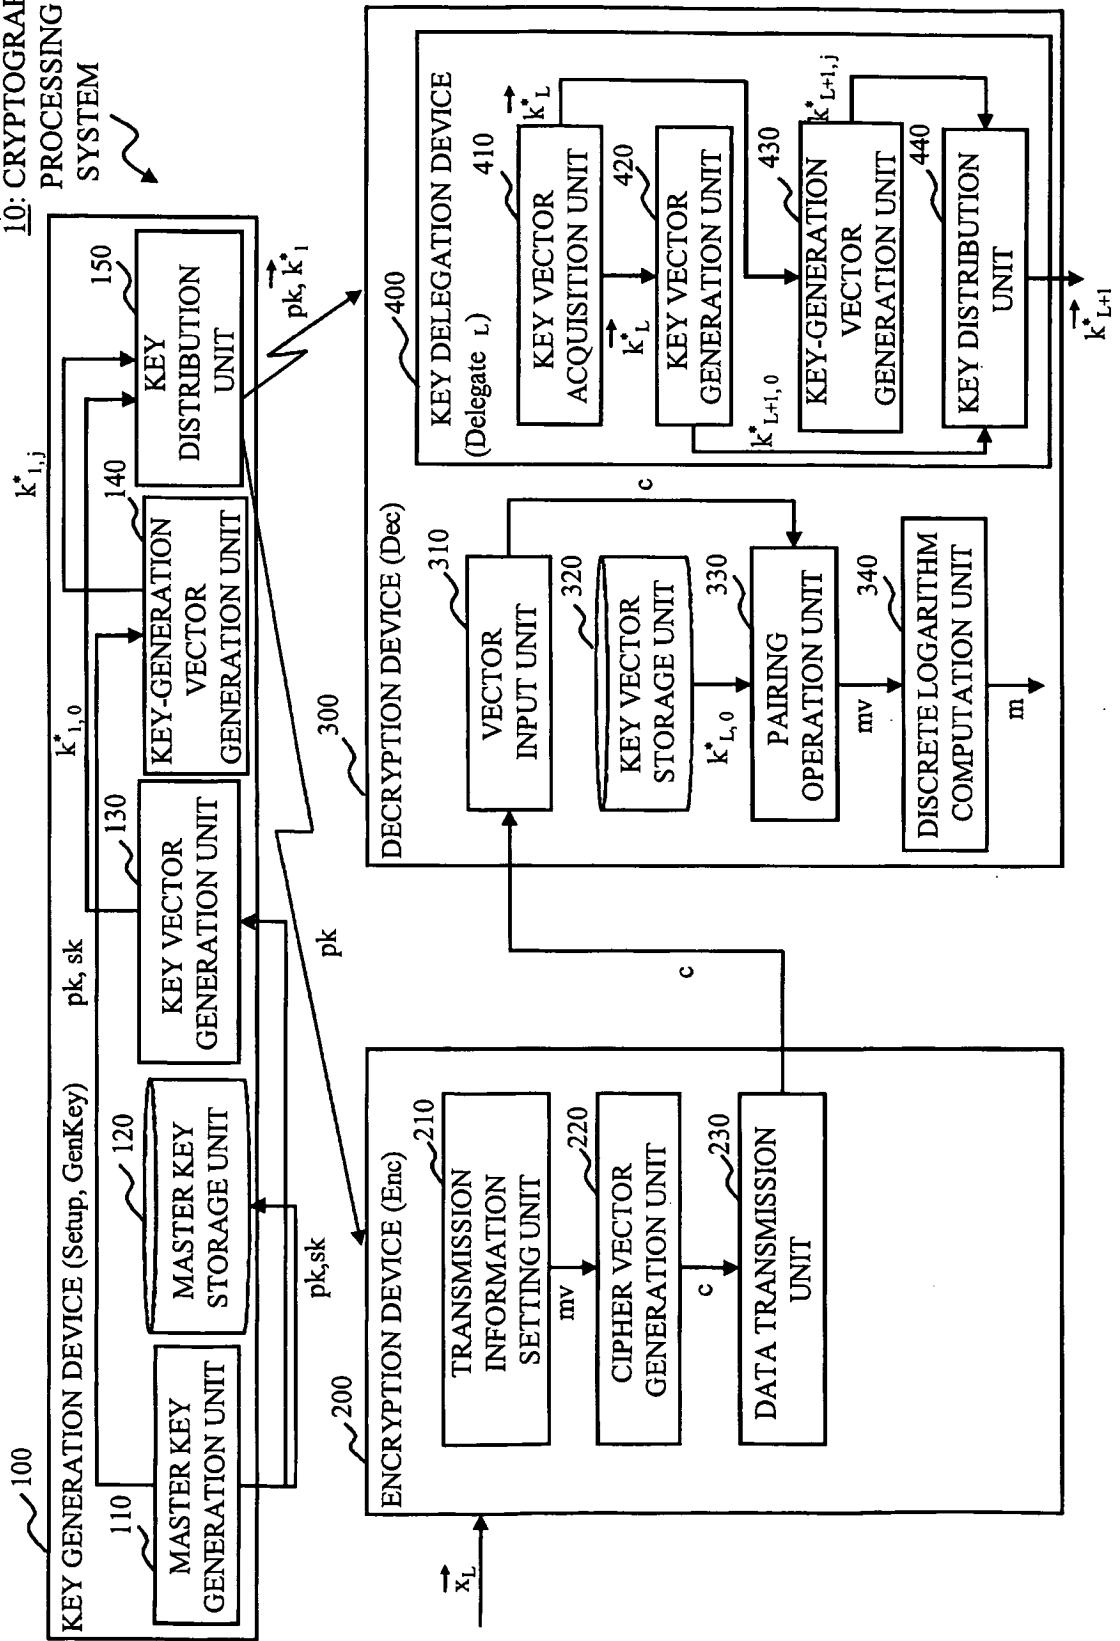 10: CRYPTOGRA
PROCESSING
SYSTEM
100
KEY GENERATION DEVICE (Setup, GenKey)
110
MASTER KEY
GENERATION UNIT
120
MASTER KEY
STORAGE UNIT
pk,sk
pk, sk
130
KEY VECTOR
GENERATION UNIT
k*1,0
140
KEY-GENERATION
VECTOR
GENERATION UNIT
k*1,j
150
KEY
DISTRIBUTION
UNIT
pk
pk, k*1
200
ENCRYPTION DEVICE (Enc)
xL
210
TRANSMISSION
INFORMATION
SETTING UNIT
mv
220
CIPHER VECTOR
GENERATION UNIT
c
230
DATA TRANSMISSION
UNIT
c
300
DECRYPTION DEVICE (Dec)
310
VECTOR
INPUT UNIT
c
320
KEY VECTOR
STORAGE UNIT
k*L,0
330
PAIRING
OPERATION UNIT
mv
340
DISCRETE LOGARITHM
COMPUTATION UNIT
m
400
KEY DELEGATION DEVICE
(Delegate L)
410
KEY VECTOR
ACQUISITION UNIT
k*L
k*L
420
KEY VECTOR
GENERATION UNIT
k*L+1,0
430
KEY-GENERATION
VECTOR
GENERATION UNIT
k*L+1,j
440
KEY DISTRIBUTION
UNIT
k*L+1